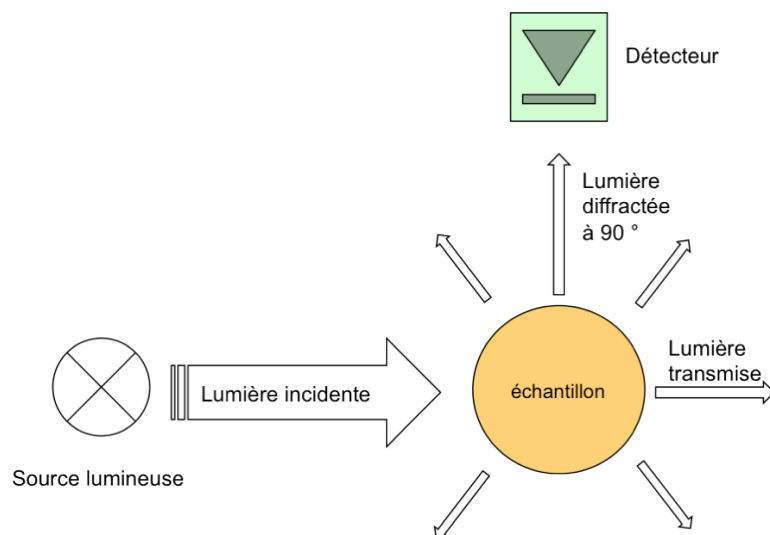 Détecteur
Lumière
diffractée
à 90 °
Lumière
transmise
Lumière incidente
échantillon
Source lumineuse